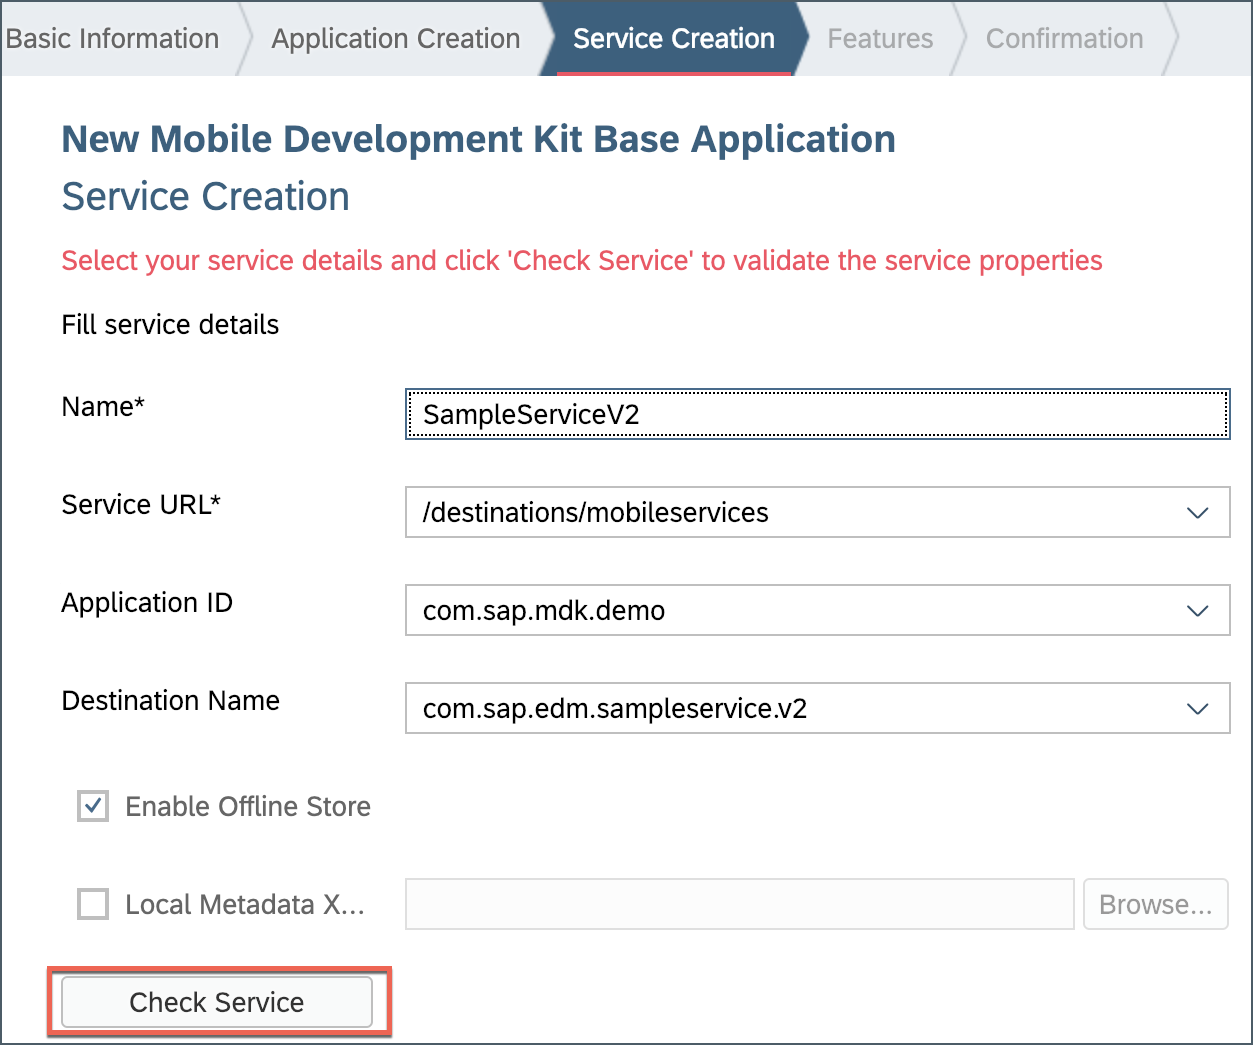 Basic Information Application Creation Service Creation Features Confirmation
New Mobile Development Kit Base Application
Service Creation
Select your service details and click 'Check Service' to validate the service properties
Fill service details
Name* SampleServiceV2
Service URL* /destinations/mobileservices
Application ID com.sap.mdk.demo
Destination Name com.sap.edm.sampleservice.v2
Enable Offline Store
Local Metadata X... Browse...
Check Service